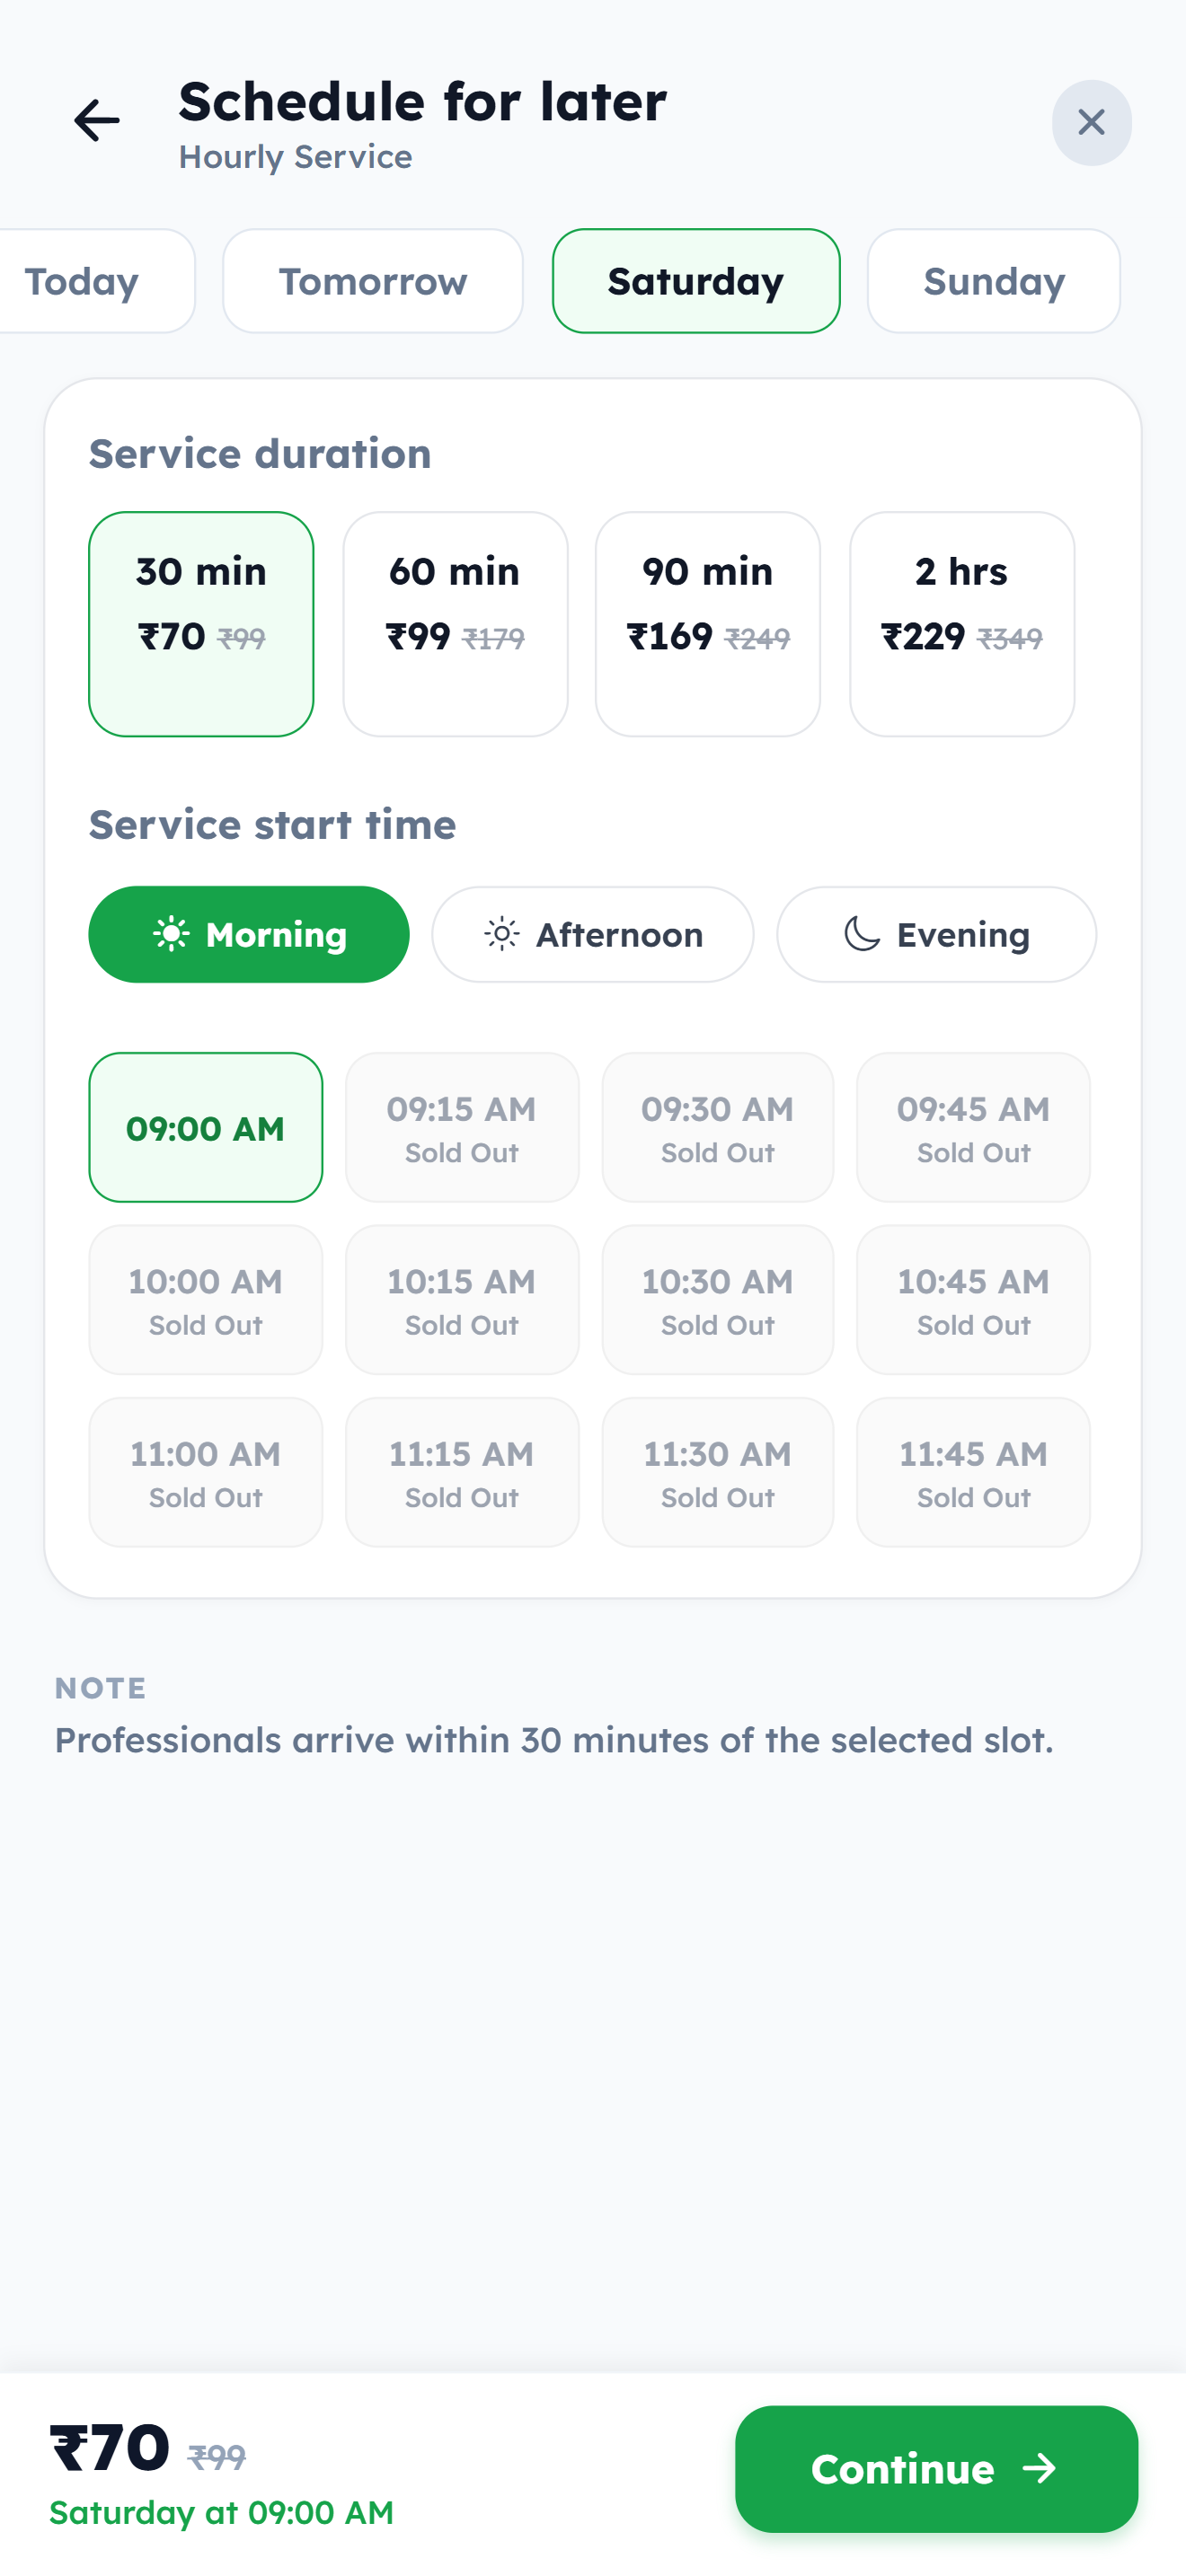 Schedule for later
Hourly Service
Today Tomorrow Saturday Sunday
Service duration
30 min 60 min 90 min 2 hrs
₹70 ₹99 ₹99 ₹179 ₹169 ₹249 ₹229 ₹349
Service start time
Morning Afternoon Evening
09:00 AM 09:15 AM 09:30 AM 09:45 AM
Sold Out Sold Out Sold Out
10:00 AM 10:15 AM 10:30 AM 10:45 AM
Sold Out Sold Out Sold Out Sold Out
11:00 AM 11:15 AM 11:30 AM 11:45 AM
Sold Out Sold Out Sold Out Sold Out
NOTE
Professionals arrive within 30 minutes of the selected slot.
₹70 ₹99
Saturday at 09:00 AM
Continue